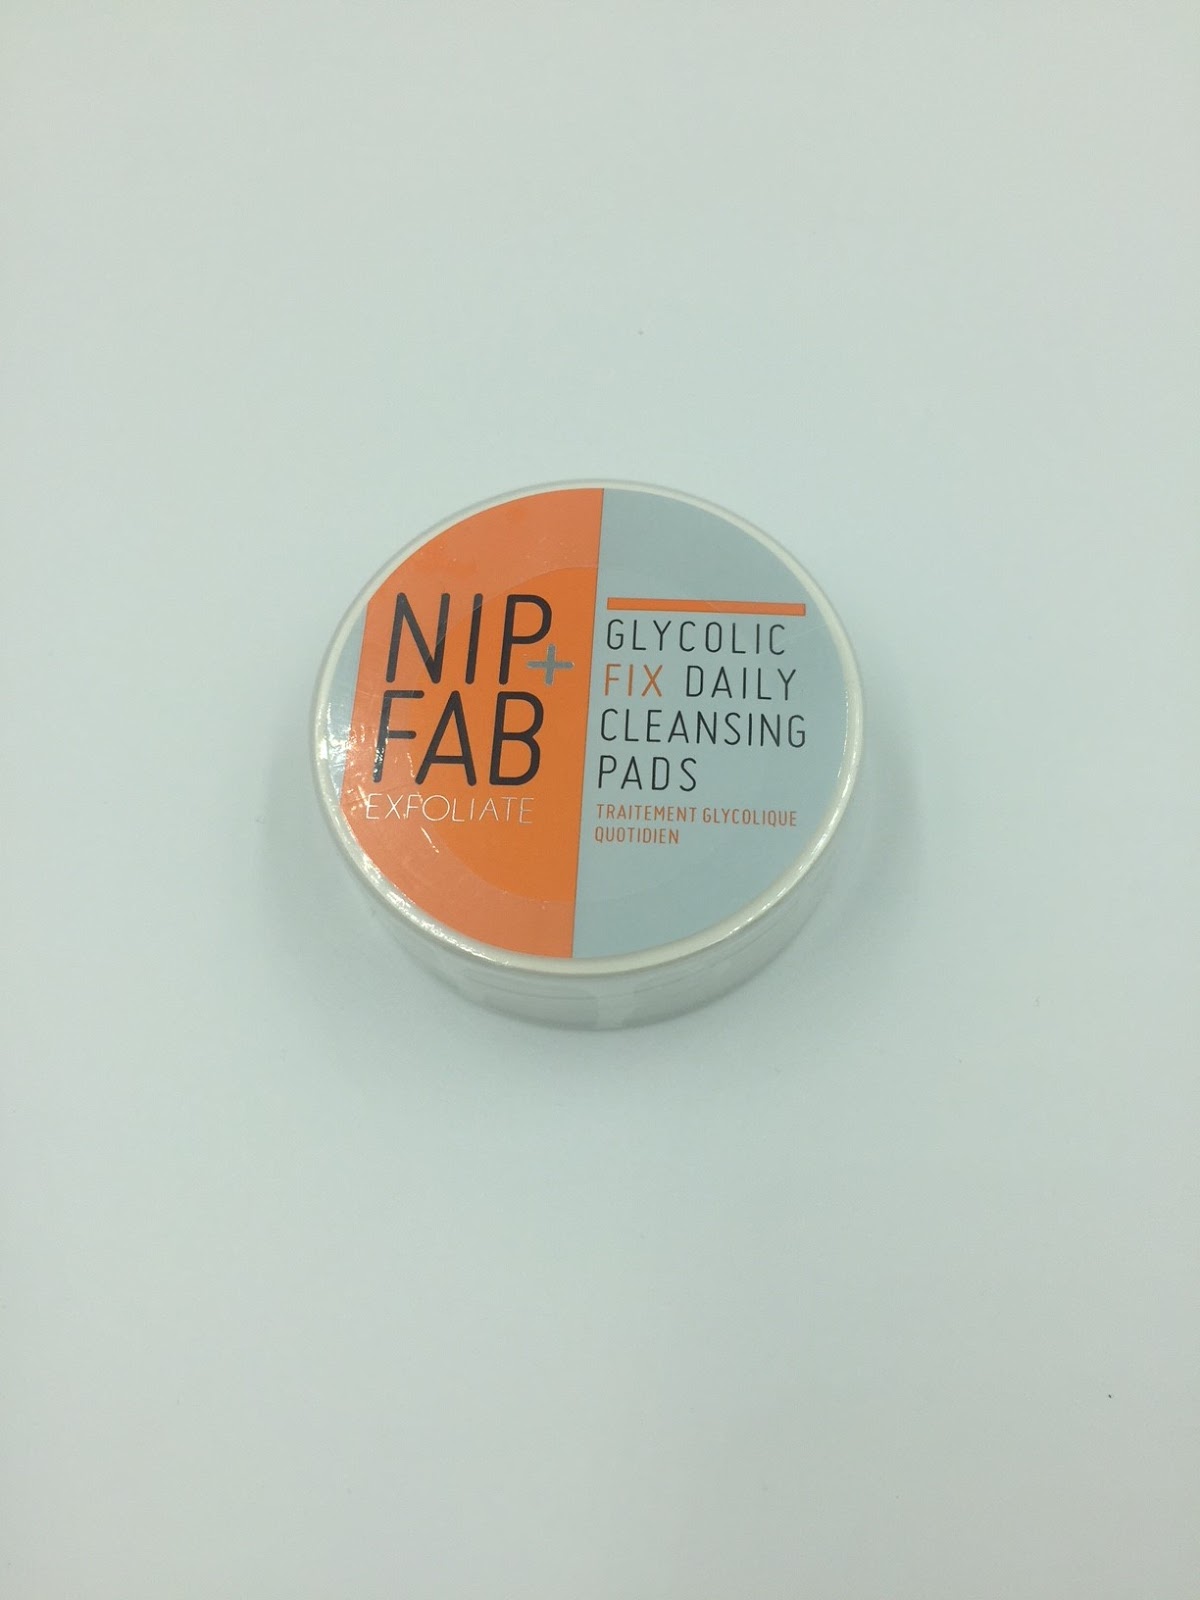 NIP+
FAB
EXFOLIATE
GLYCOLIC
FIX DAILY
CLEANSING
PADS
TRAITEMENT GLYCOLIQUE
QUOTIDIEN